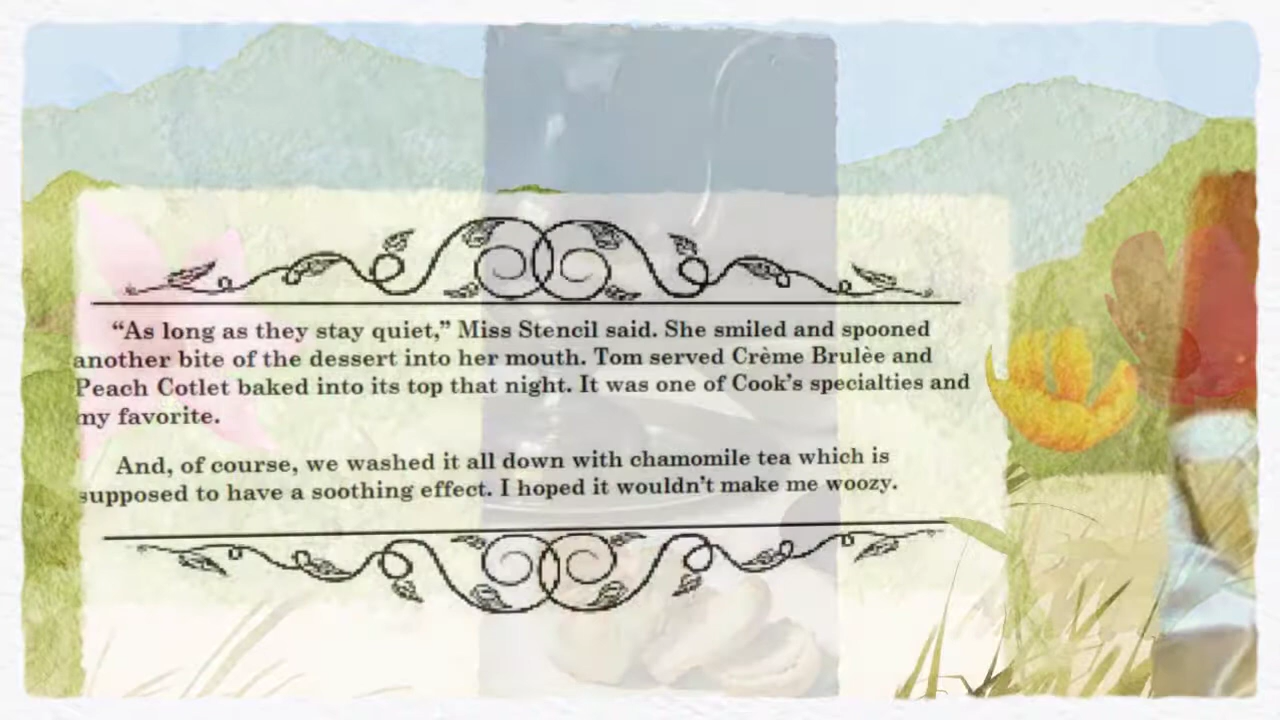 “As long as they stay quiet,” Miss Stencil said. She smiled and spooned
another bite of the dessert into her mouth. Tom served Crème Brulèe and
Peach Cotlet baked into its top that night. It was one of Cook’s specialties and
my favorite.
And, of course, we washed it all down with chamomile tea which is
supposed to have a soothing effect. I hoped it wouldn’t make me woozy.